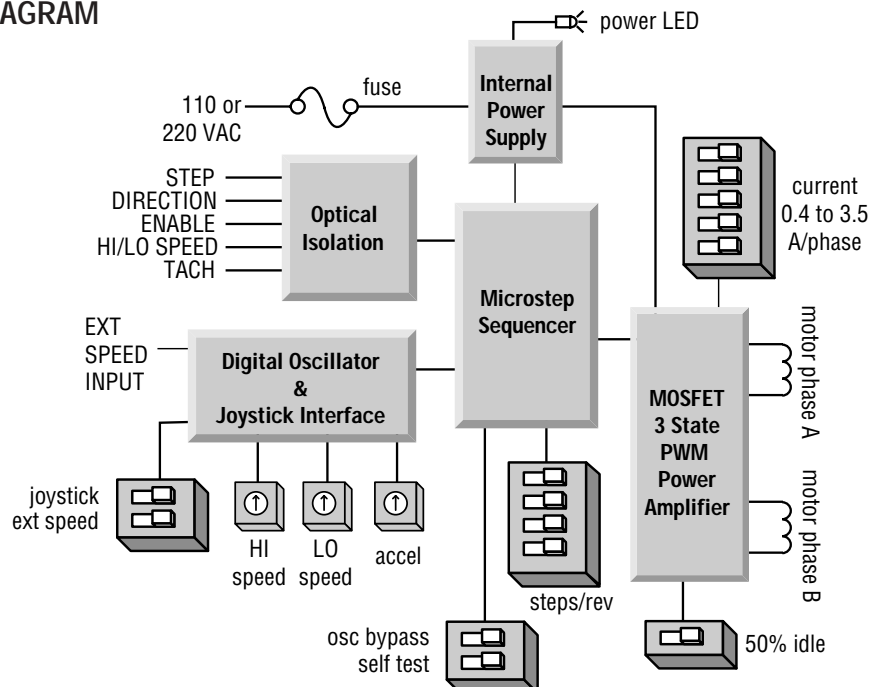 AGRAM
power LED
fuse
110 or
220 VAC
Internal
Power
Supply
STEP
DIRECTION
ENABLE
HI/LO SPEED
TACH
Optical
Isolation
current
0.4 to 3.5
A/phase
Microstep
Sequencer
EXT
SPEED
INPUT
Digital Oscillator
&
Joystick Interface
MOSFET
3 State
PWM
Power
Amplifier
motor phase A
motor phase B
joystick
ext speed
HI
speed
LO
speed
accel
steps/rev
osc bypass
self test
50% idle